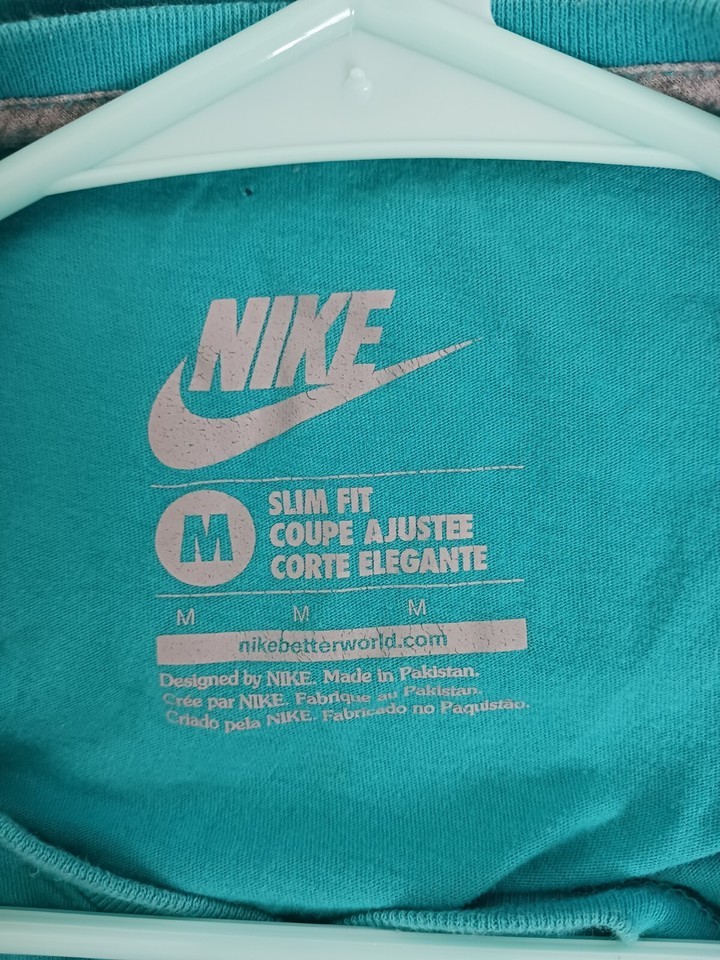 NIKE
M
SLIM FIT
COUPE AJUSTEE
CORTE ELEGANTE
M M M
nikebetterworld.com
Designed by NIKE. Made in Pakistan.
Crée par NIKE. Fabrique au Pakistan.
Criado pela NIKE. Fabricado no Paquistão.